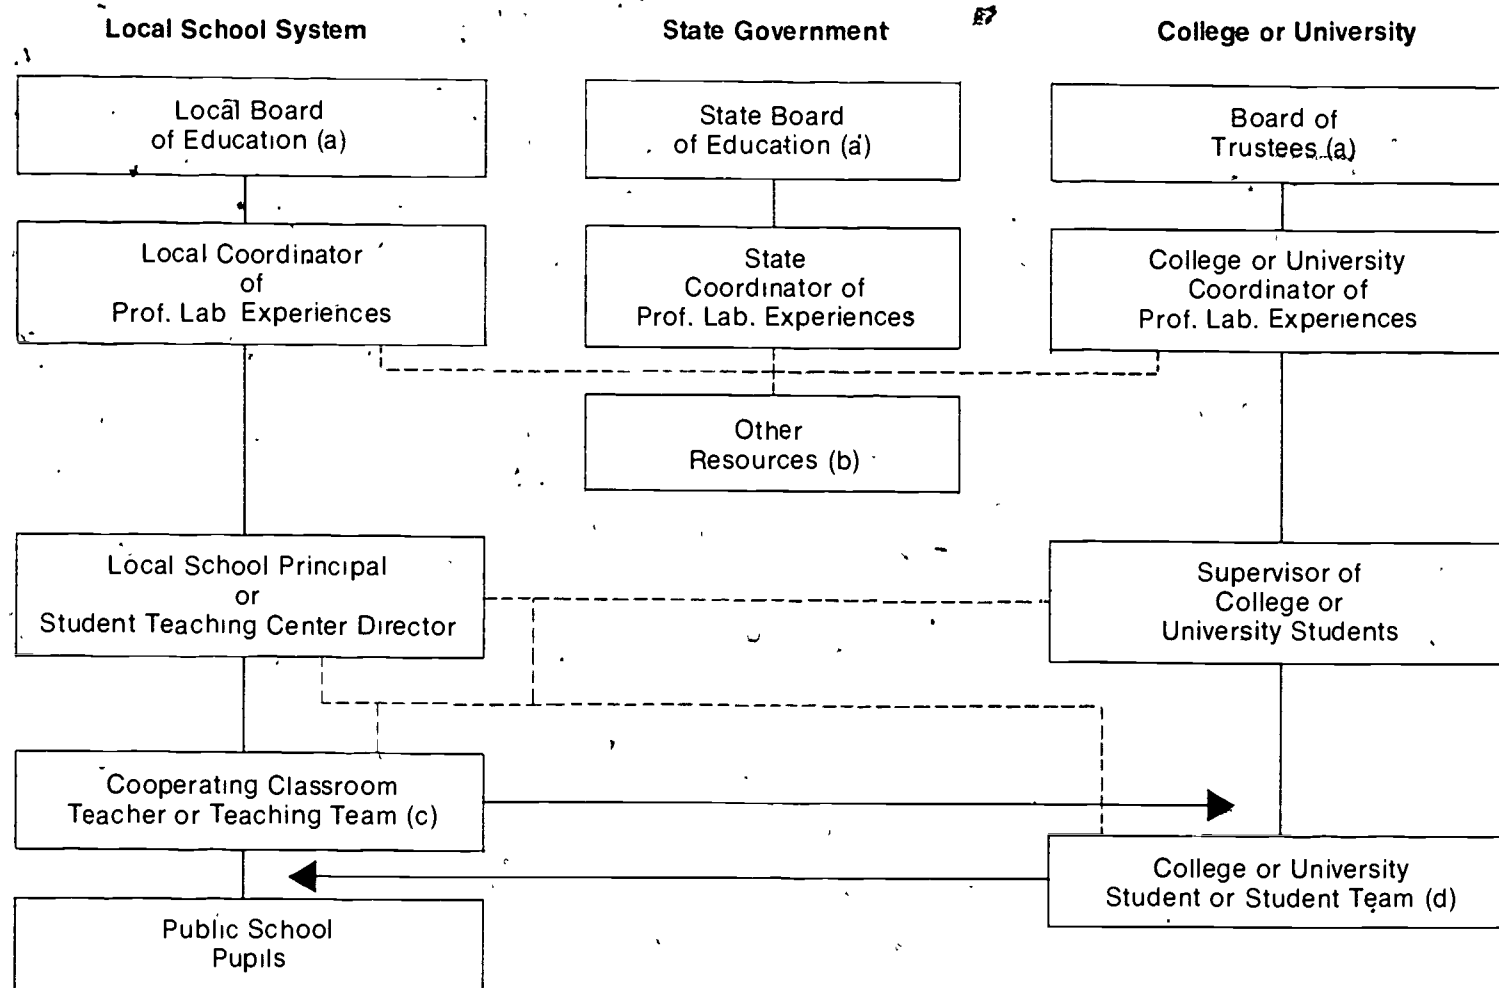 Local School System
State Government
College or University
Local Board
of Education (a)
State Board
of Education (a)
Board of
Trustees (a)
Local Coordinator
of
Prof. Lab Experiences
State
Coordinator of
Prof. Lab. Experiences
College or University
Coordinator of
Prof. Lab. Experiences
Other
Resources (b)
Local School Principal
or
Student Teaching Center Director
Supervisor of
College or
University Students
Cooperating Classroom
Teacher or Teaching Team (c)
College or University
Student or Student Team (d)
Public School
Pupils